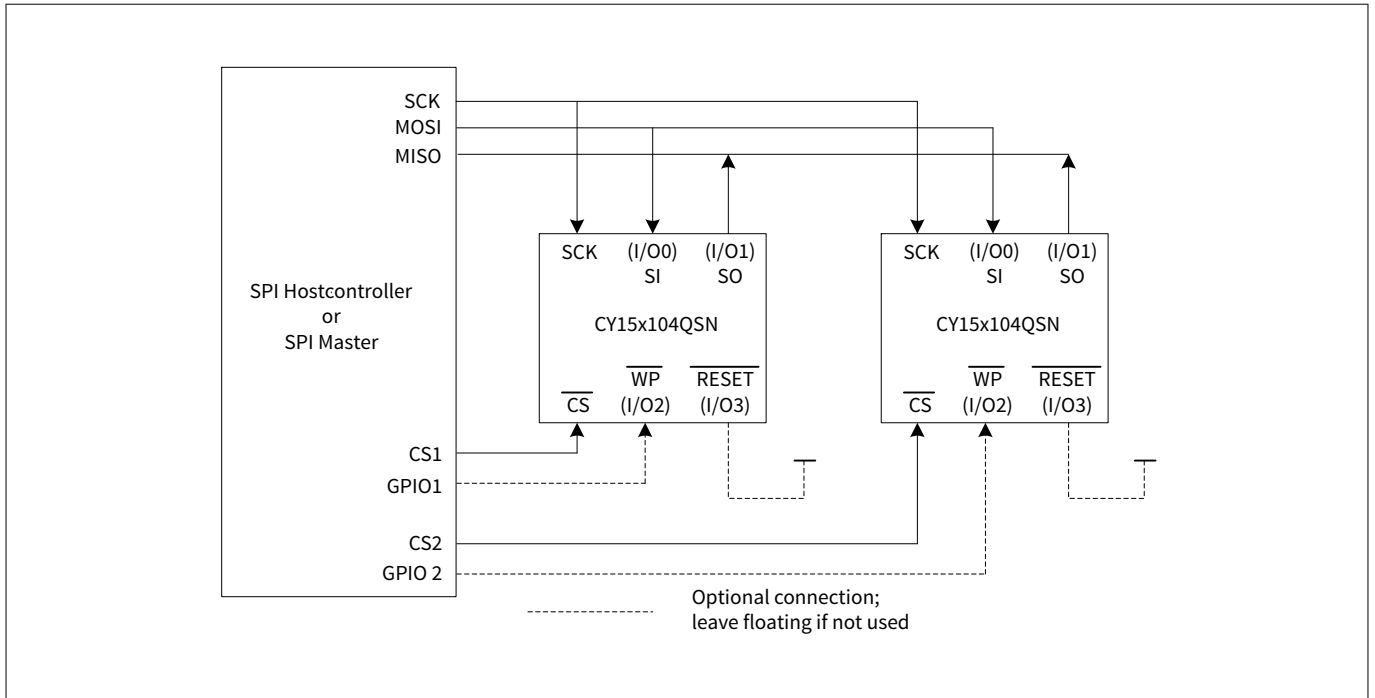 SCK
MOSI
MISO
SPI Hostcontroller
or
SPI Master
CS1
GPIO1
CS2
GPIO 2
SCK
(I/O0)
SI
(I/O1)
SO
CY15x104QSN
CS
WP
(I/O2)
RESET
(I/O3)
SCK
(I/O0)
SI
(I/O1)
SO
CY15x104QSN
CS
WP
(I/O2)
RESET
(I/O3)
Optional connection;
leave floating if not used